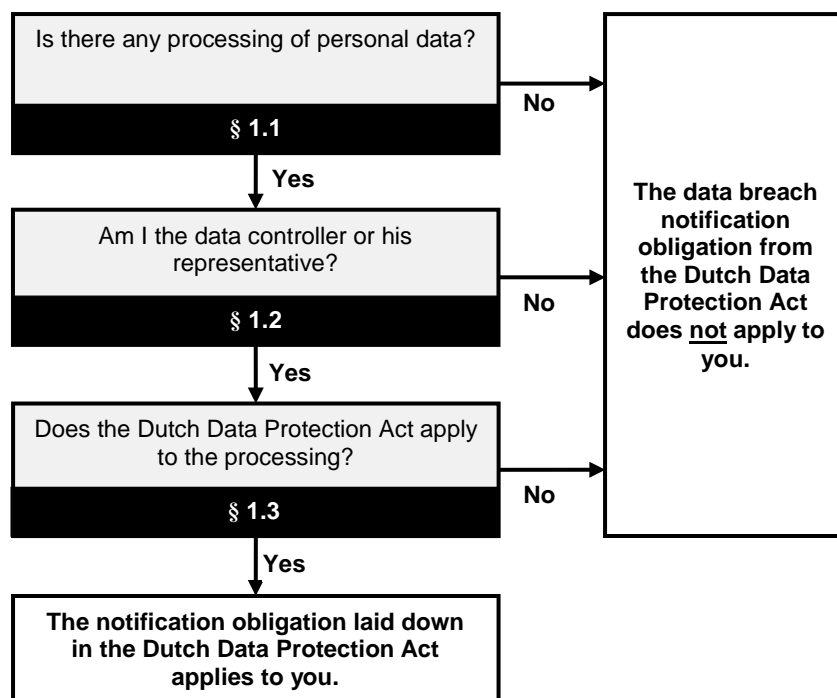 Is there any processing of personal data?
§ 1.1
No
Yes
Am I the data controller or his
representative?
§ 1.2
No
Yes
Does the Dutch Data Protection Act apply
to the processing?
§ 1.3
No
Yes
The notification obligation laid down
in the Dutch Data Protection Act
applies to you.
The data breach
notification
obligation from
the Dutch Data
Protection Act
does not apply to
you.